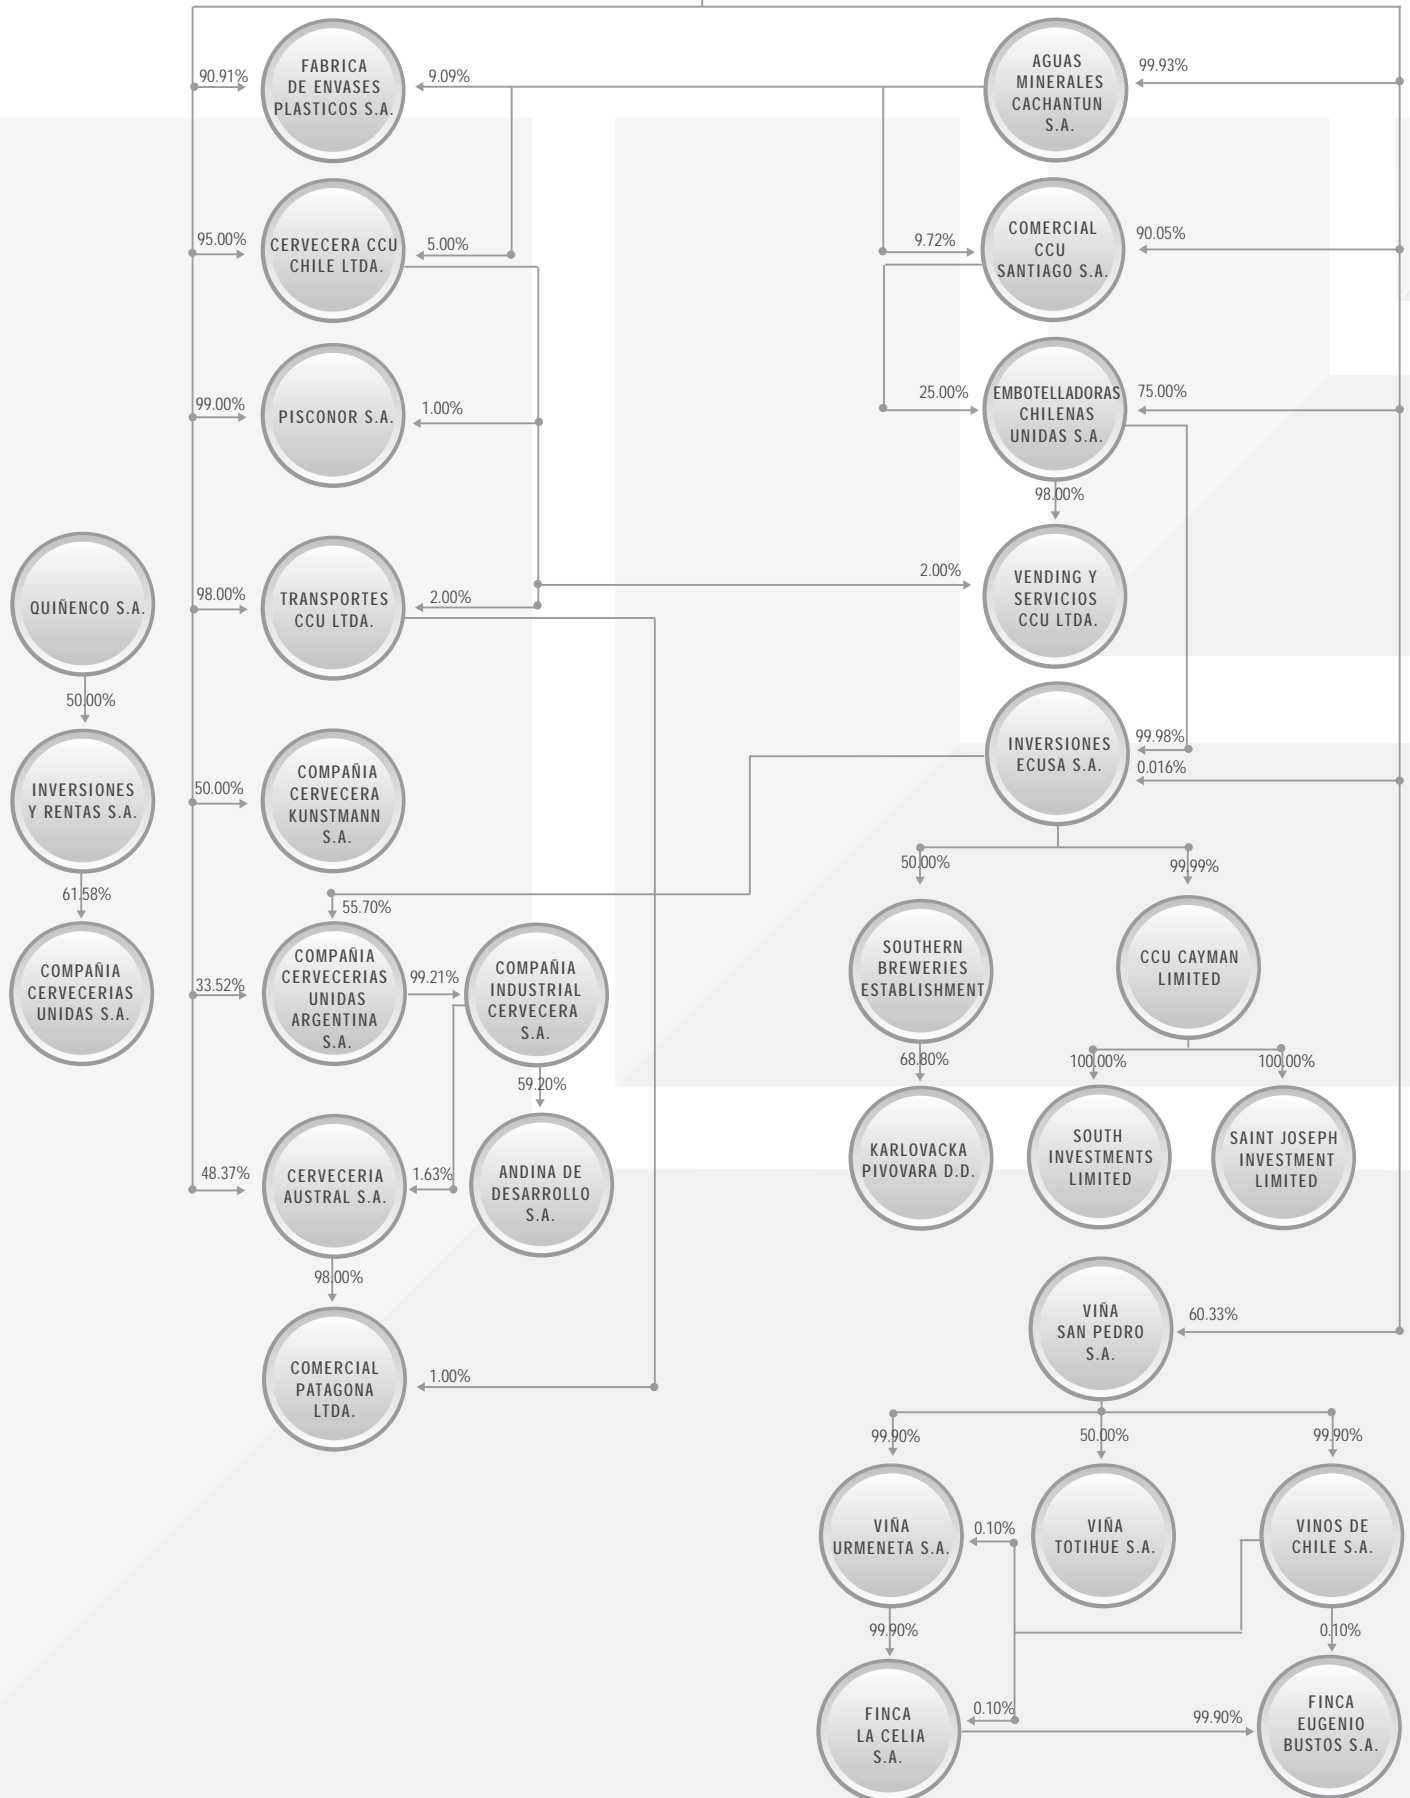 90.91%
FABRICA
DE ENVASES
PLASTICOS S.A.
9.09%
AGUAS
MINERALES
CACHANTUN
S.A.
99.93%
95.00%
CERVECERA CCU
CHILE LTDA.
5.00%
9.72%
COMERCIAL
CCU
SANTIAGO S.A.
90.05%
99.00%
PISCONOR S.A.
1.00%
25.00%
EMBOTELLADORAS
CHILENAS
UNIDAS S.A.
75.00%
98.00%
QUIÑENCO S.A.
98.00%
TRANSPORTES
CCU LTDA.
2.00%
2.00%
VENDING Y
SERVICIOS
CCU LTDA.
50.00%
INVERSIONES
Y RENTAS S.A.
50.00%
COMPAÑIA
CERVECERA
KUNSTMANN
S.A.
INVERSIONES
ECUSA S.A.
99.98%
0.016%
61.58%
55.70%
50.00%
99.99%
COMPAÑIA
CERVECERIAS
UNIDAS S.A.
33.52%
COMPAÑIA
CERVECERIAS
UNIDAS
ARGENTINA
S.A.
99.21%
COMPAÑIA
INDUSTRIAL
CERVECERA
S.A.
SOUTHERN
BREWERIES
ESTABLISHMENT
CCU CAYMAN
LIMITED
59.20%
68.80%
100.00%
100.00%
48.37%
CERVECERIA
AUSTRAL S.A.
1.63%
ANDINA DE
DESARROLLO
S.A.
KARLOVACKA
PIVOVARA D.D.
SOUTH
INVESTMENTS
LIMITED
SAINT JOSEPH
INVESTMENT
LIMITED
98.00%
COMERCIAL
PATAGONA
LTDA.
1.00%
VIÑA
SAN PEDRO
S.A.
60.33%
99.90%
50.00%
99.90%
VIÑA
URMENETA S.A.
0.10%
VIÑA
TOTIHUE S.A.
VINOS DE
CHILE S.A.
99.90%
0.10%
FINCA
LA CELIA
S.A.
0.10%
99.90%
FINCA
EUGENIO
BUSTOS S.A.